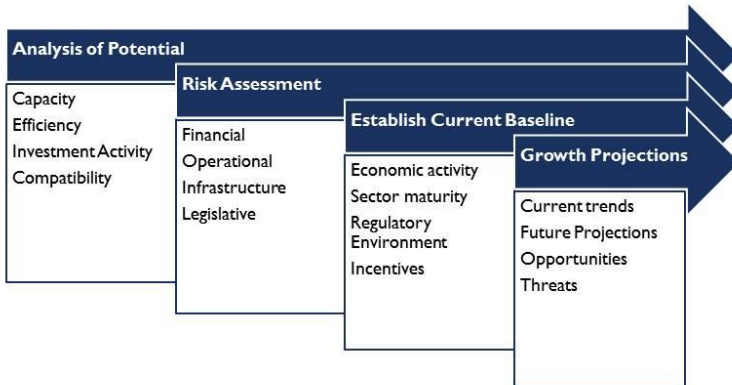 Analysis of Potential
Capacity
Efficiency
Investment Activity
Compatibility
Risk Assessment
Financial
Operational
Infrastructure
Legislative
Establish Current Baseline
Economic activity
Sector maturity
Regulatory
Environment
Incentives
Growth Projections
Current trends
Future Projections
Opportunities
Threats